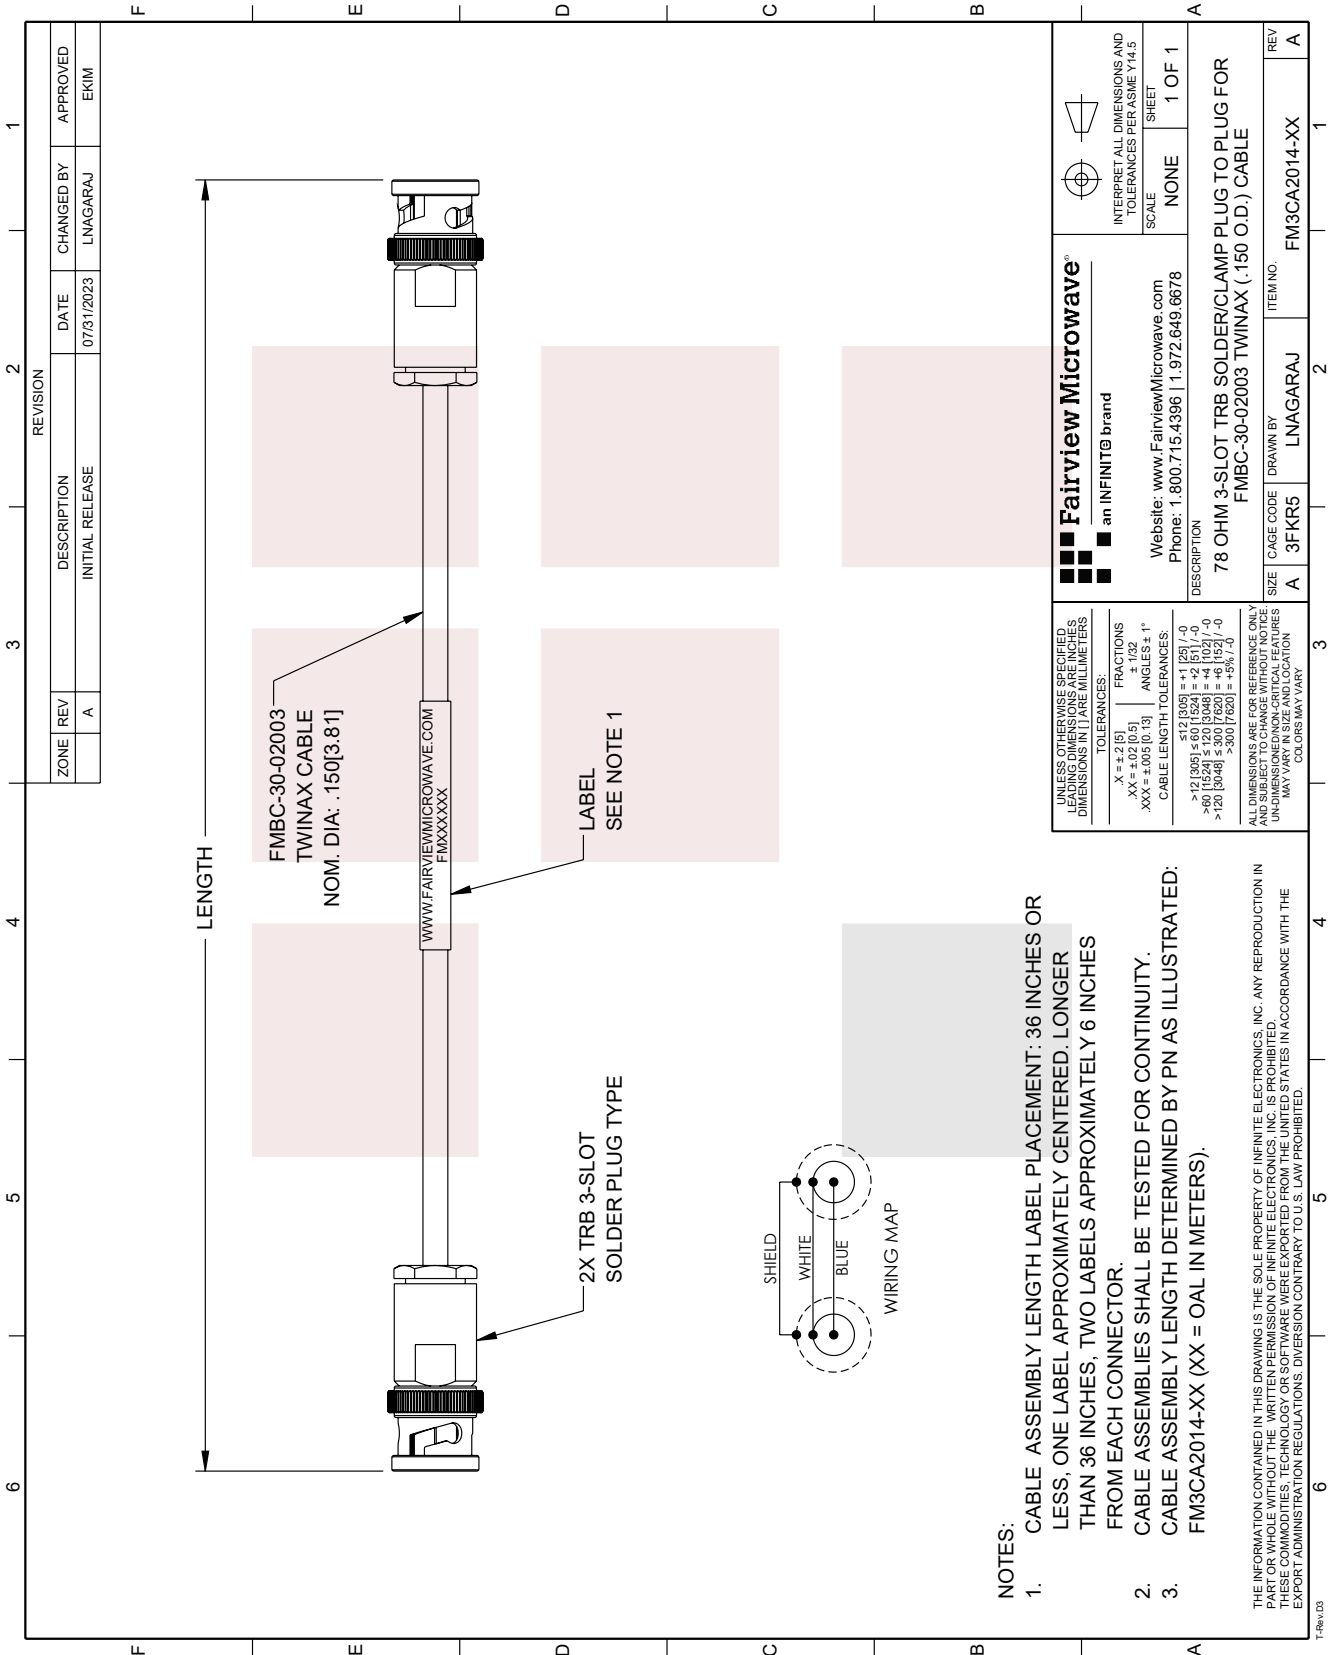 REVISION
ZONE REV DESCRIPTION DATE CHANGED BY APPROVED
A INITIAL RELEASE 07/31/2023 LNAGARAJ EKIM
6 5 4 3 2 1
F
E
D
C
B
A
LENGTH
FMBC-30-02003
TWINAX CABLE
NOM. DIA: .150[3.81]
WWW.FAIRVIEWMICROWAVE.COM
FMXXXXXX
LABEL
SEE NOTE 1
2X TRB 3-SLOT
SOLDER PLUG TYPE
SHIELD
WHITE
BLUE
WIRING MAP
NOTES:
1. CABLE ASSEMBLY LENGTH LABEL PLACEMENT: 36 INCHES OR
LESS, ONE LABEL APPROXIMATELY CENTERED. LONGER
THAN 36 INCHES, TWO LABELS APPROXIMATELY 6 INCHES
FROM EACH CONNECTOR.
2. CABLE ASSEMBLIES SHALL BE TESTED FOR CONTINUITY.
3. CABLE ASSEMBLY LENGTH DETERMINED BY PN AS ILLUSTRATED:
FM3CA2014-XX (XX = OAL IN METERS).
THE INFORMATION CONTAINED IN THIS DRAWING IS THE SOLE PROPERTY OF INFINITE ELECTRONICS, INC. ANY REPRODUCTION IN
PART OR WHOLE WITHOUT THE WRITTEN PERMISSION OF INFINITE ELECTRONICS, INC. IS PROHIBITED.
THESE COMMODITIES, TECHNOLOGY OR SOFTWARE WERE EXPORTED FROM THE UNITED STATES IN ACCORDANCE WITH THE
EXPORT ADMINISTRATION REGULATIONS. DIVERSION CONTRARY TO U.S. LAW PROHIBITED.
UNLESS OTHERWISE SPECIFIED
LEADING DIMENSIONS ARE INCHES
DIMENSIONS IN [ ] ARE MILLIMETERS
TOLERANCES:
.X = ±.2 [5]
.XX = ±.02 [0.5]
.XXX = ±.005 [0.13]
FRACTIONS
± 1/32
ANGLES ± 1°
CABLE LENGTH TOLERANCES:
≤12 [305] = +1 [25] / -0
>12 [305] ≤ 60 [1524] = +2 [51] / -0
>60 [1524] ≤ 120 [3048] = +4 [102] / -0
>120 [3048] ≤ 300 [7620] = +6 [152] / -0
>300 [7620] = +5% / -0
ALL DIMENSIONS ARE FOR REFERENCE ONLY
AND SUBJECT TO CHANGE WITHOUT NOTICE.
UN-DIMENSIONED/NON-CRITICAL FEATURES
MAY VARY IN SIZE AND LOCATION
COLORS MAY VARY
Fairview Microwave®
an INFINIT@ brand
Website: www.FairviewMicrowave.com
Phone: 1.800.715.4396 | 1.972.649.6678
INTERPRET ALL DIMENSIONS AND
TOLERANCES PER ASME Y14.5
SCALE
NONE
SHEET
1 OF 1
DESCRIPTION
78 OHM 3-SLOT TRB SOLDER/CLAMP PLUG TO PLUG FOR
FMBC-30-02003 TWINAX (.150 O.D.) CABLE
SIZE
A
CAGE CODE
3FKR5
DRAWN BY
LNAGARAJ
ITEM NO.
FM3CA2014-XX
REV
A
F
E
D
C
B
A
6 5 4 3 2 1
T-Rev.D3